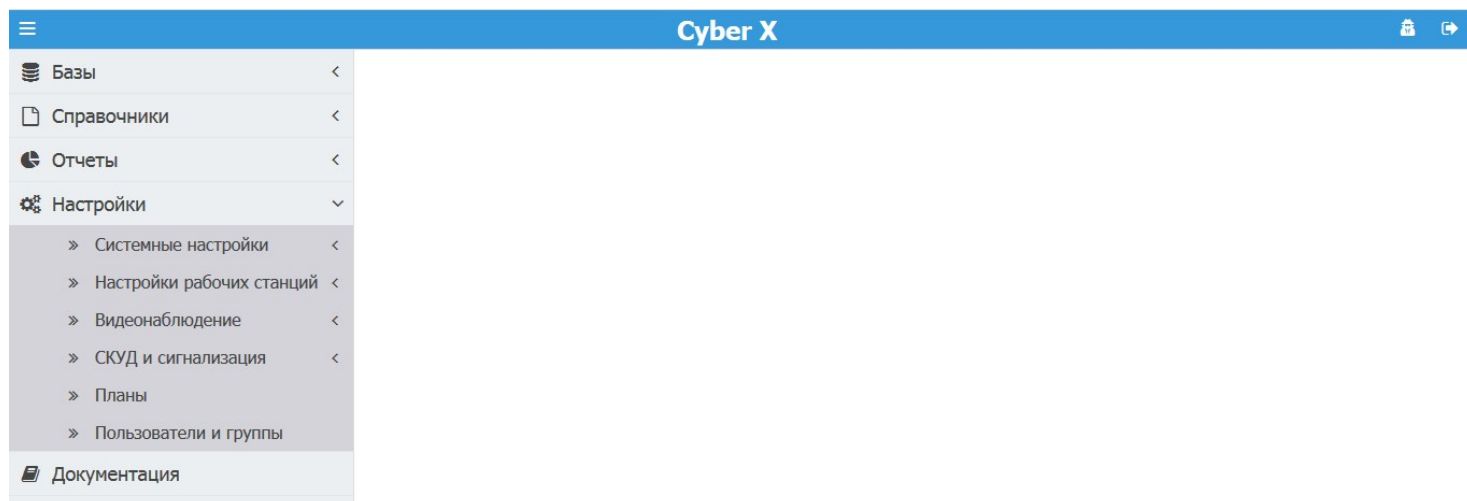 Cyber X
Базы
Справочники
Отчеты
Настройки
Системные настройки
Настройки рабочих станций
Видеонаблюдение
СКУД и сигнализация
Планы
Пользователи и группы
Документация